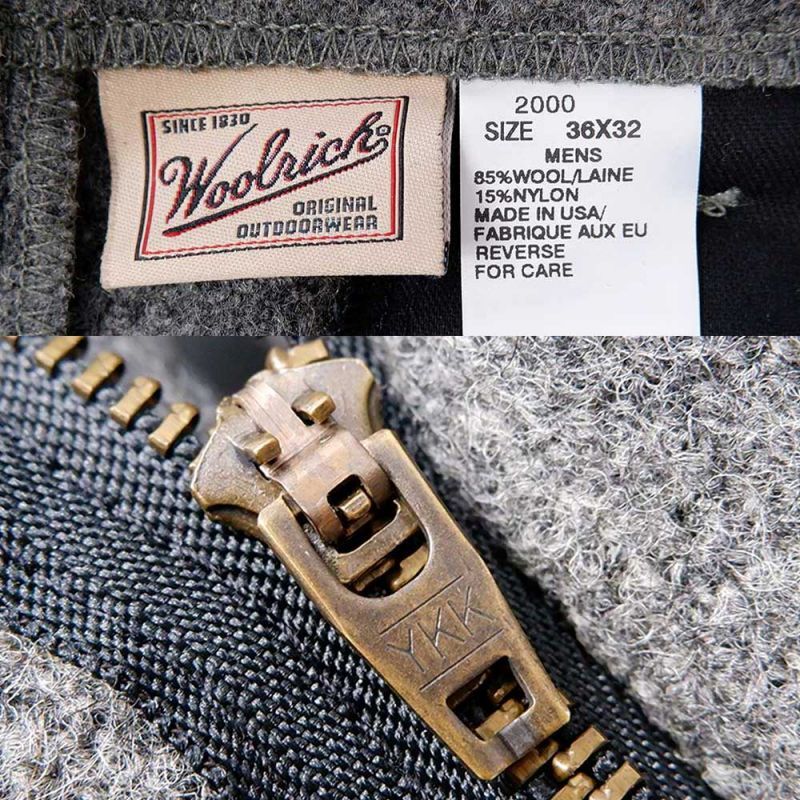 SINCE 1830
Woolrich®
ORIGINAL
OUTDOORWEAR
2000
SIZE 36X32
MENS
85%WOOL/LAINE
15%NYLON
MADE IN USA/
FABRIQUE AUX EU
REVERSE
FOR CARE
YKK